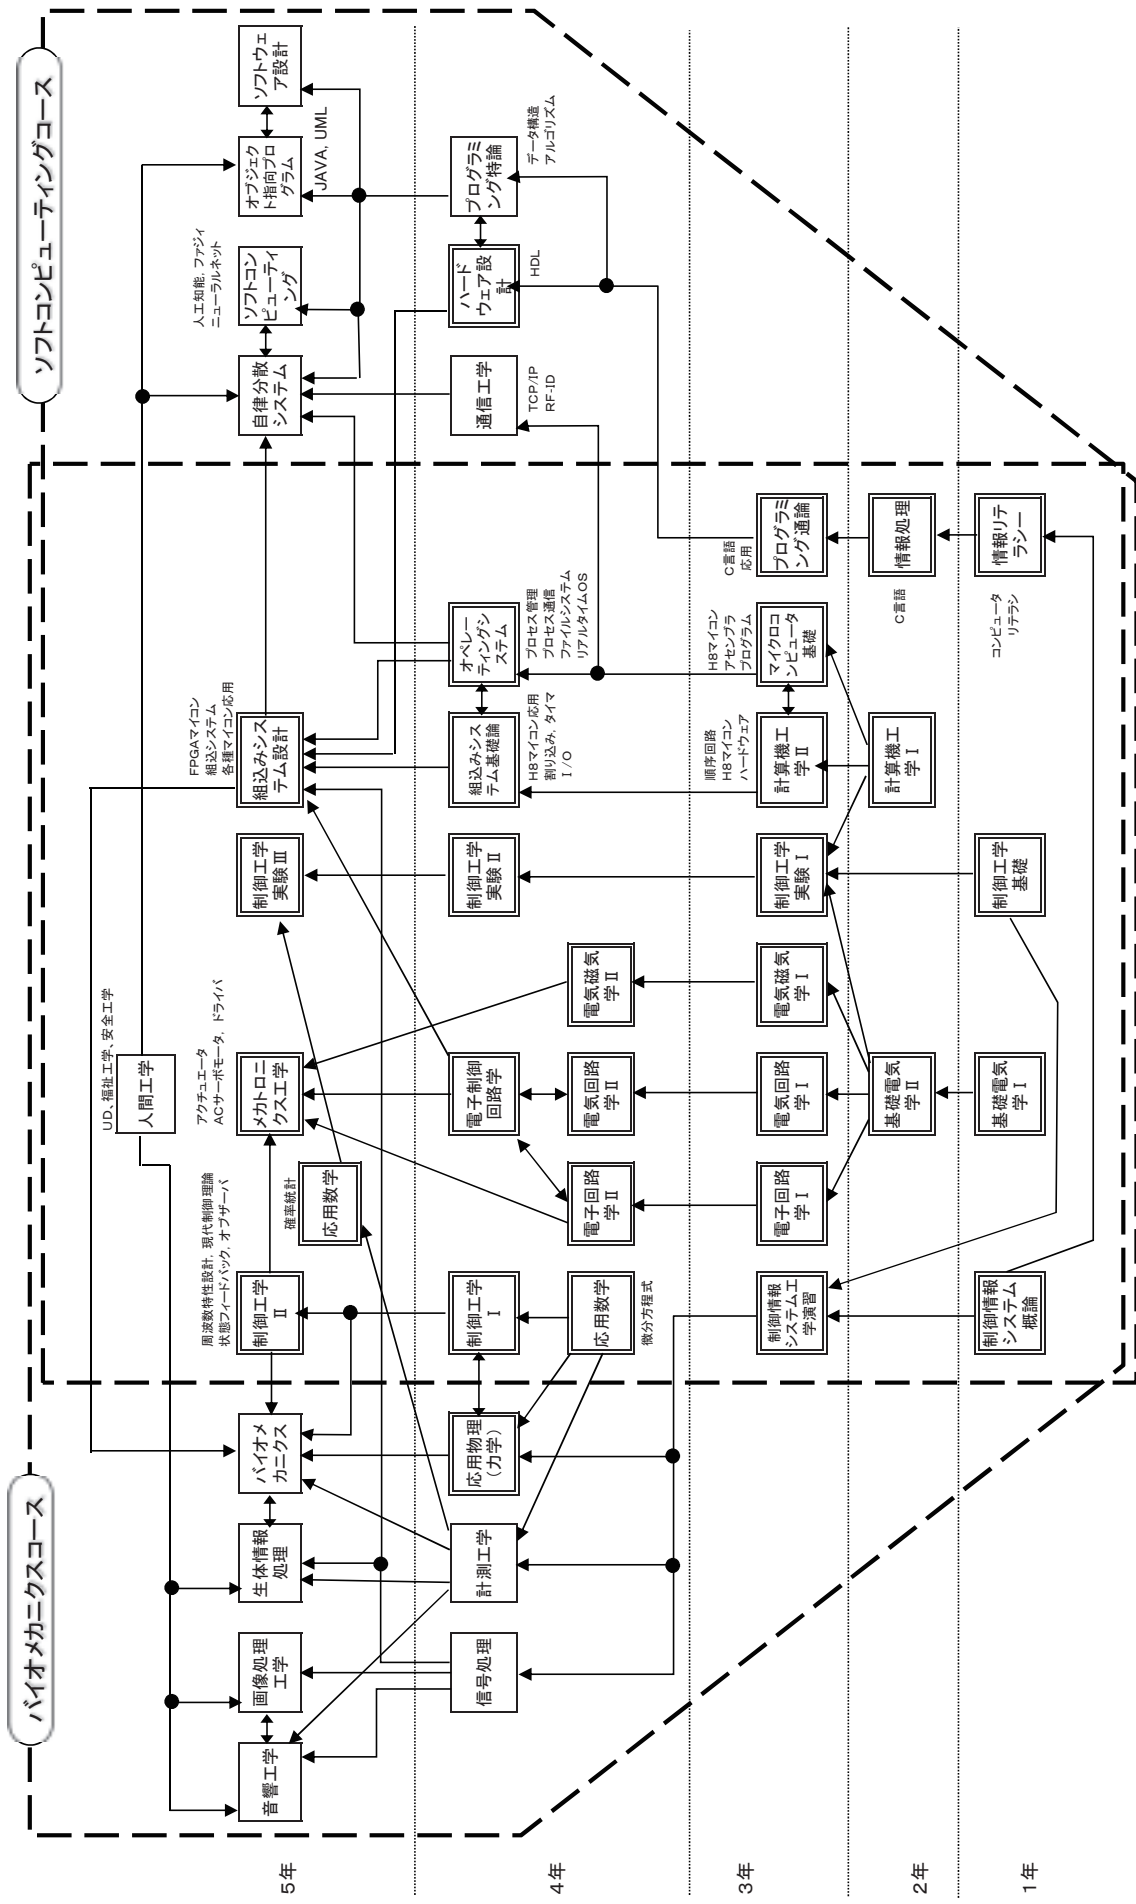 バイオメカニクスコース
ソフトコンピューティングコース
5年
UD、福祉工学、安全工学
人間工学
音響工学
画像処理
工学
生体情報
処理
バイオメ
カニクス
周波数特性設計, 現代制御理論
状態フィードバック, オブザーバ
制御工学
Ⅱ
確率統計
応用数学
アクチュエータ
ACサーボモータ, ドライバ
メカトロニ
クス工学
制御工学
実験Ⅲ
FPGAマイコン
組込システム
各種マイコン応用
組込みシス
テム設計
自律分散
システム
人工知能, ファジィ
ニューラルネット
ソフトコン
ピューティ
ング
オブジェク
ト指向プロ
グラム
JAVA, UML
ソフトウェ
ア設計
4年
信号処理
計測工学
応用物理
（力学）
制御工学
Ⅰ
応用数学
微分方程式
電子回路
学Ⅱ
電子制御
回路学
電気回路
学Ⅱ
電気磁気
学Ⅱ
制御工学
実験Ⅱ
組込みシス
テム基礎論
H8マイコン応用
割り込み, タイマ
I/O
オペレー
ティングシ
ステム
プロセス管理
プロセス通信
ファイルシステム
リアルタイムOS
通信工学
TCP/IP
RF-ID
ハード
ウェア設
計
HDL
プログラミ
ング特論
データ構造
アルゴリズム
3年
制御情報
システム工
学演習
電子回路
学Ⅰ
電気回路
学Ⅰ
電気磁気
学Ⅰ
制御工学
実験Ⅰ
順序回路
H8マイコン
ハードウェア
計算機工
学Ⅱ
H8マイコン
アセンブラ
プログラム
マイクロコ
ンピュータ
基礎
C言語
応用
プログラミ
ング通論
2年
基礎電気
学Ⅱ
計算機工
学Ⅰ
情報処理
C言語
1年
制御情報
システム
概論
基礎電気
学Ⅰ
制御工学
基礎
情報リテ
ラシー
コンピュータ
リテラシ